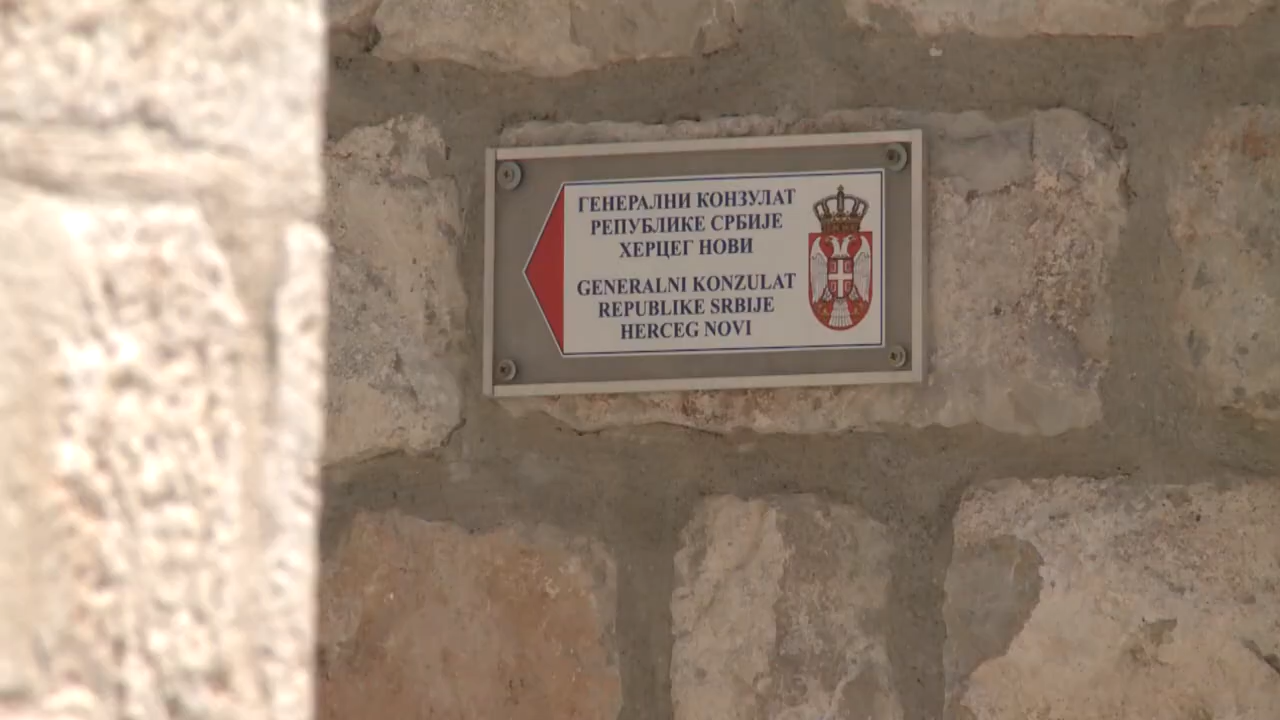 ГЕНЕРАЛНИ КОНЗУЛАТ
РЕПУБЛИКЕ СРБИЈЕ
ХЕРЦЕГ НОВИ
GENERALNI KONZULAT
REPUBLIKE SRBIJE
HERCEG NOVI